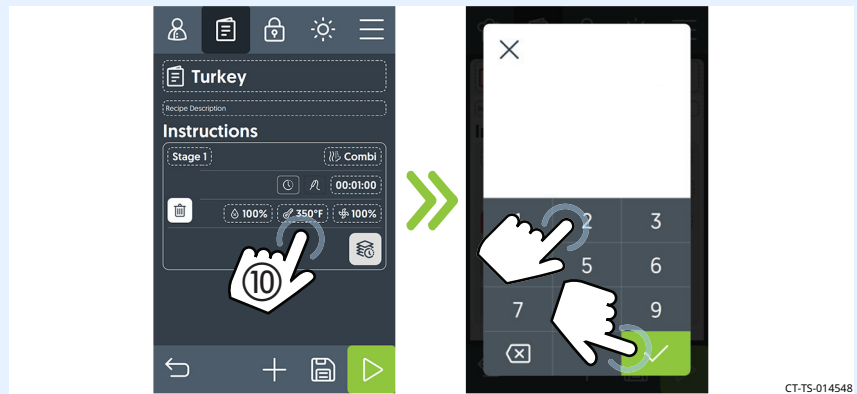 Turkey
Recipe Description
Instructions
Stage 1
Combi
00:01:00
100%
350°F
100%
⑩
2
3
5
6
7
9
CT-TS-014548